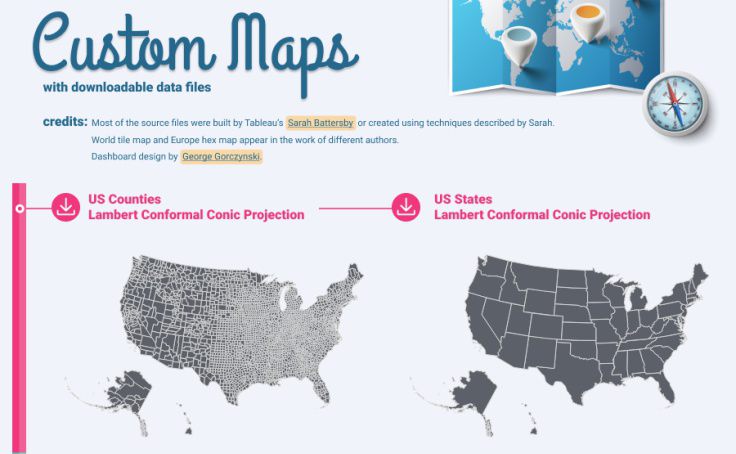 Custom Maps
with downloadable data files
credits: Most of the source files were built by Tableau's Sarah Battersby or created using techniques described by Sarah.
World tile map and Europe hex map appear in the work of different authors.
Dashboard design by George Gorczynski.
US Counties
Lambert Conformal Conic Projection
US States
Lambert Conformal Conic Projection